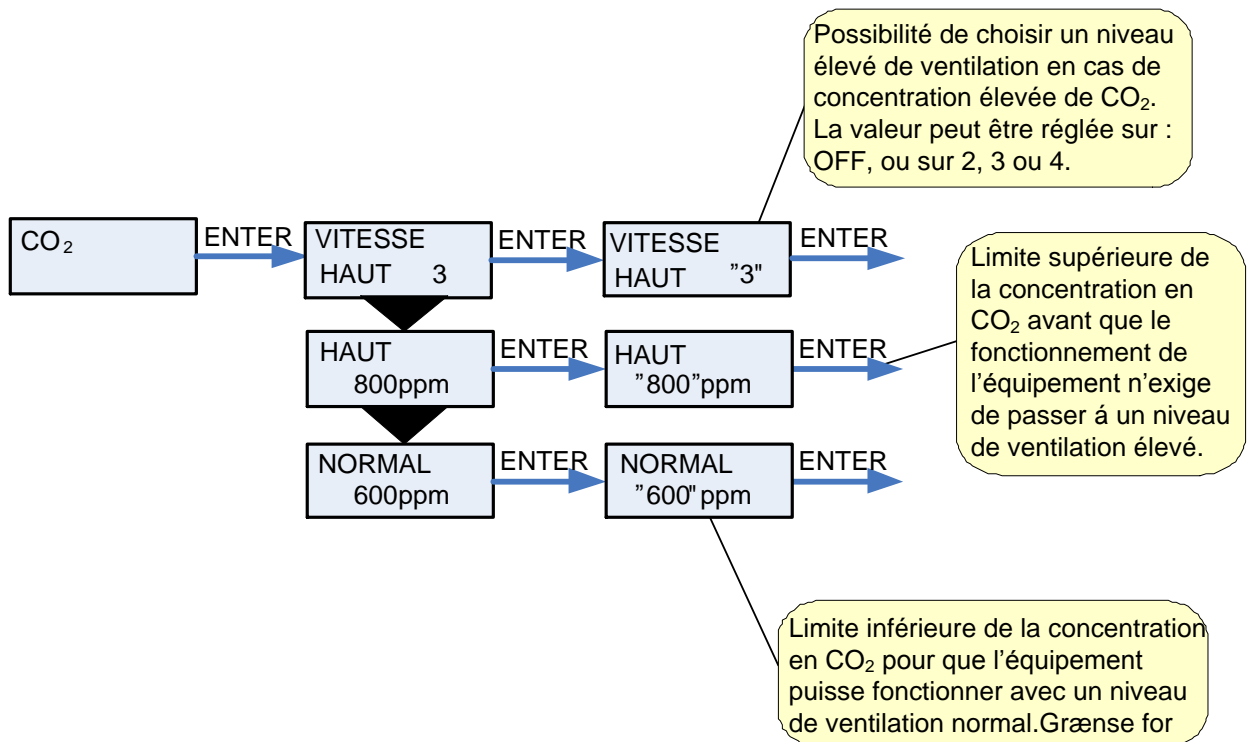 Possibilité de choisir un niveau
élevé de ventilation en cas de
concentration élevée de CO₂.
La valeur peut être réglée sur :
OFF, ou sur 2, 3 ou 4.
CO₂
ENTER
VITESSE
HAUT 3
ENTER
VITESSE
HAUT ”3"
ENTER
Limite supérieure de
la concentration en
CO₂ avant que le
fonctionnement de
l’équipement n’exige
de passer á un niveau
de ventilation élevé.
HAUT
800ppm
ENTER
HAUT
”800”ppm
ENTER
NORMAL
600ppm
ENTER
NORMAL
”600"ppm
ENTER
Limite inférieure de la concentration
en CO₂ pour que l’équipement
puisse fonctionner avec un niveau
de ventilation normal.Grænse for